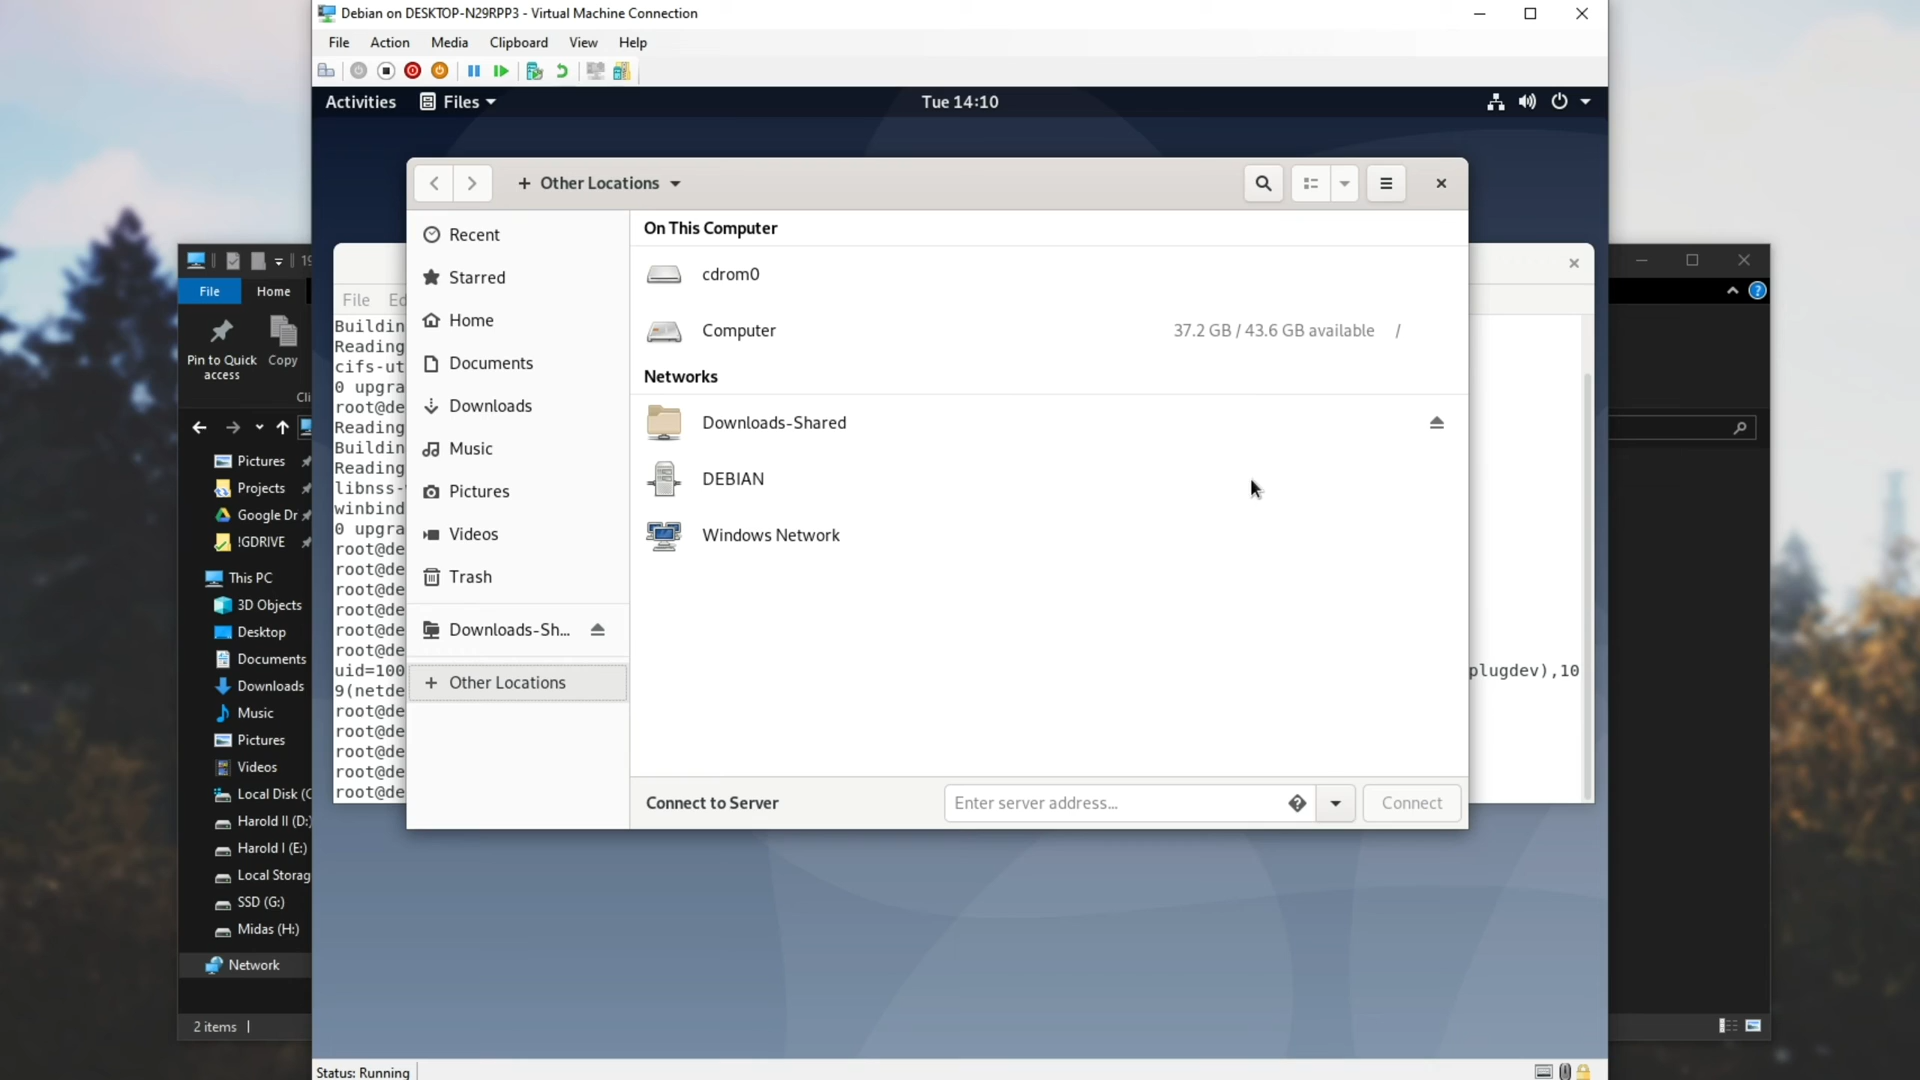 Debian on DESKTOP-N29RPP3 - Virtual Machine Connection
File Action Media Clipboard View Help
Activities Files Tue 14:10
Other Locations
Recent
Starred
Home
Documents
Downloads
Music
Pictures
Videos
Trash
Downloads-Sh...
Other Locations
On This Computer
cdrom0
Computer 37.2 GB / 43.6 GB available /
Networks
Downloads-Shared
DEBIAN
Windows Network
Connect to Server Enter server address... Connect
File Ed
Buildin
Reading
cifs-ut
0 upgra
root@de
Reading
Buildin
Reading
libnss-
winbind
0 upgra
root@de
root@de
root@de
root@de
root@de
root@de
uid=100 plugdev),10
9(netde
root@de
root@de
root@de
root@de
root@de
19
File Home
Pin to Quick access
Copy
Cli
Pictures
Projects
Google Dr
!GDRIVE
This PC
3D Objects
Desktop
Documents
Downloads
Music
Pictures
Videos
Local Disk (C
Harold II (D:)
Harold I (E:)
Local Storag
SSD (G:)
Midas (H:)
Network
2 items
Status: Running